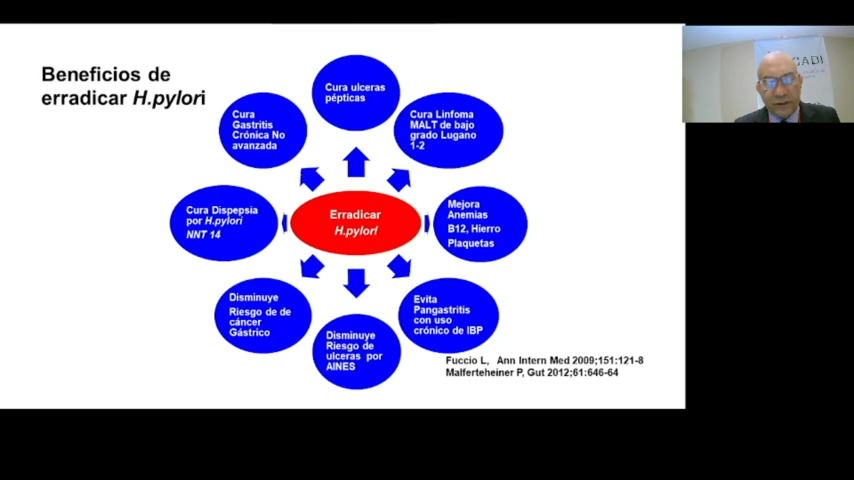 Beneficios de
erradicar H.pylori
Cura ulceras
pépticas
Cura Linfoma
MALT de bajo
grado Lugano
1-2
Mejora
Anemias
B12, Hierro
Plaquetas
Evita
Pangastritis
con uso
crónico de IBP
Disminuye
Riesgo de
ulceras por
AINES
Disminuye
Riesgo de de
cáncer
Gástrico
Cura Dispepsia
por H.pylori
NNT 14
Cura
Gastritis
Crónica No
avanzada
Erradicar
H.pylori
Fuccio L, Ann Intern Med 2009;151:121-8
Malferteheiner P, Gut 2012;61:646-64
CADI